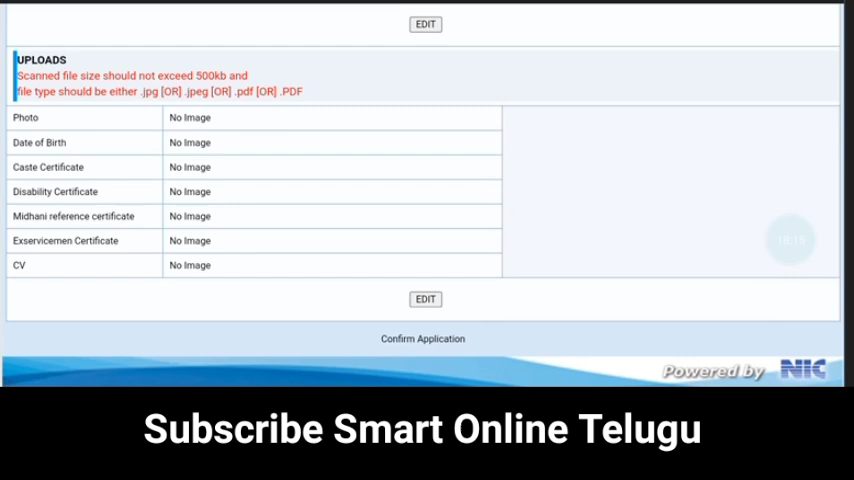 EDIT
UPLOADS
Scanned file size should not exceed 500kb and
file type should be either .jpg [OR] .jpeg [OR] .pdf [OR] .PDF
Photo No Image
Date of Birth No Image
Caste Certificate No Image
Disability Certificate No Image
Midhani reference certificate No Image
Exservicemen Certificate No Image
CV No Image
18:15
EDIT
Confirm Application
Powered by NIC
Subscribe Smart Online Telugu